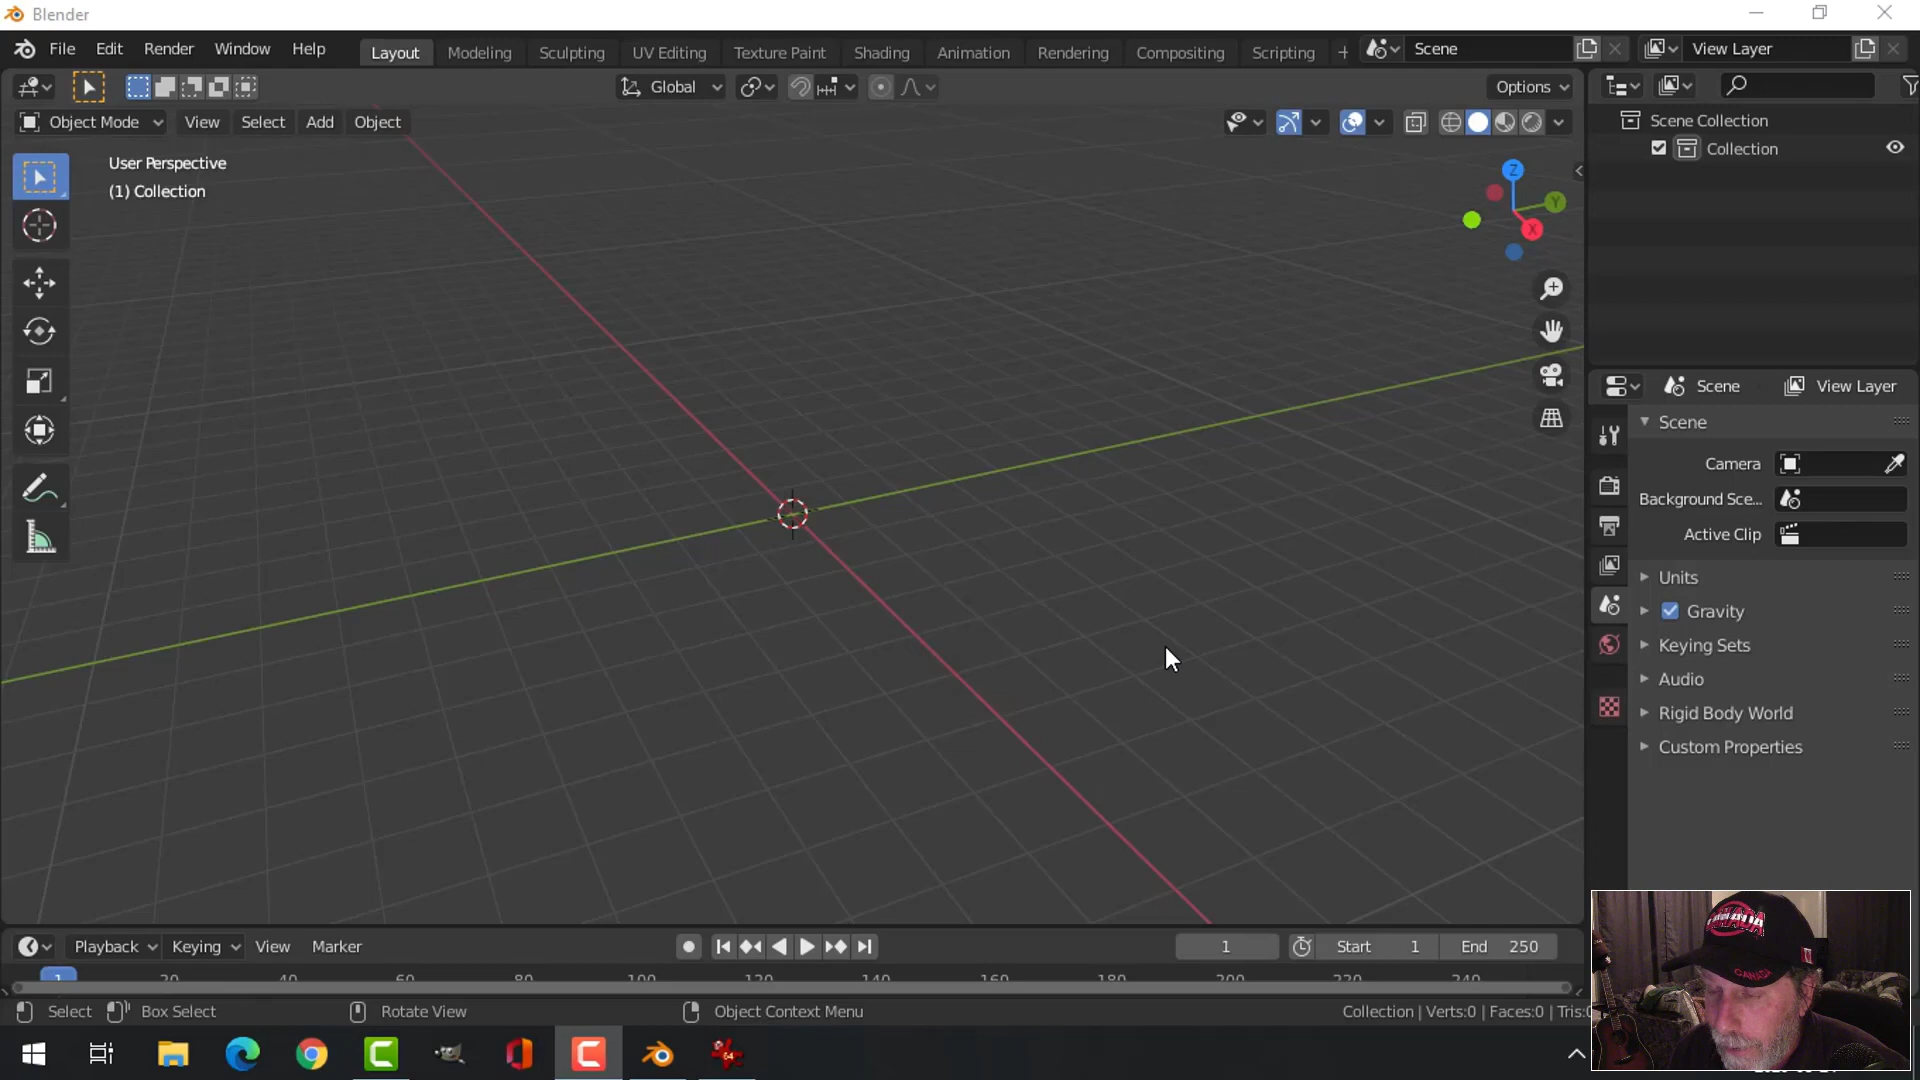 Blender
File Edit Render Window Help Layout Modeling Sculpting UV Editing Texture Paint Shading Animation Rendering Compositing Scripting + Scene View Layer
Global Options
Object Mode View Select Add Object
User Perspective
(1) Collection
Z
Y
X
Scene Collection
Collection
Scene View Layer
Scene
Camera
Background Sce...
Active Clip
Units
Gravity
Keying Sets
Audio
Rigid Body World
Custom Properties
Playback Keying View Marker 1 Start 1 End 250
1 20 40 60 80 100 120 140 160 180 200 220 240
Select Box Select Rotate View Object Context Menu Collection | Verts:0 | Faces:0 | Tris:0
CANADA
CANADA
64